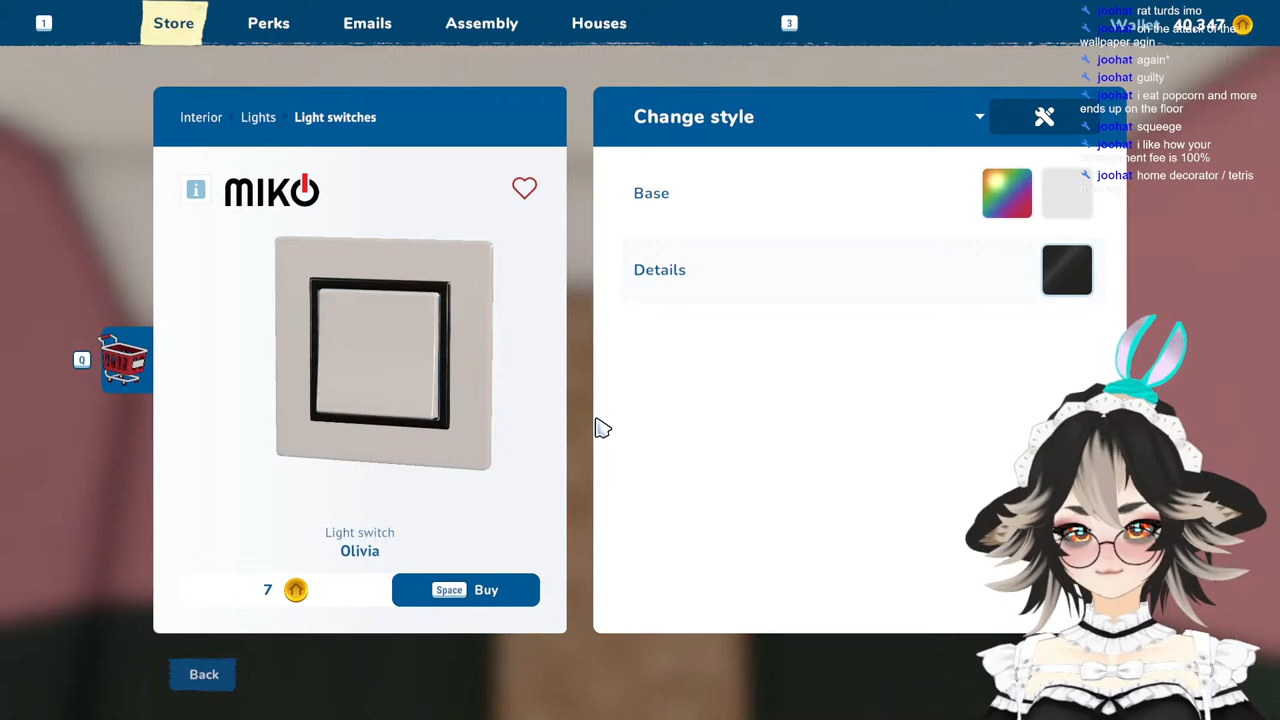 1
Store
Perks
Emails
Assembly
Houses
3
Wallet 40,347
joohat rat turds imo
joohat on the attack of the
wallpaper agin
joohat again*
joohat guilty
joohat i eat popcorn and more
ends up on the floor
joohat squeege
joohat i like how your
fee is 100%
joohat home decorator / tetris
Interior Lights Light switches
i MIKO
Light switch
Olivia
7
Space Buy
Change style
Base
Details
Q
Back